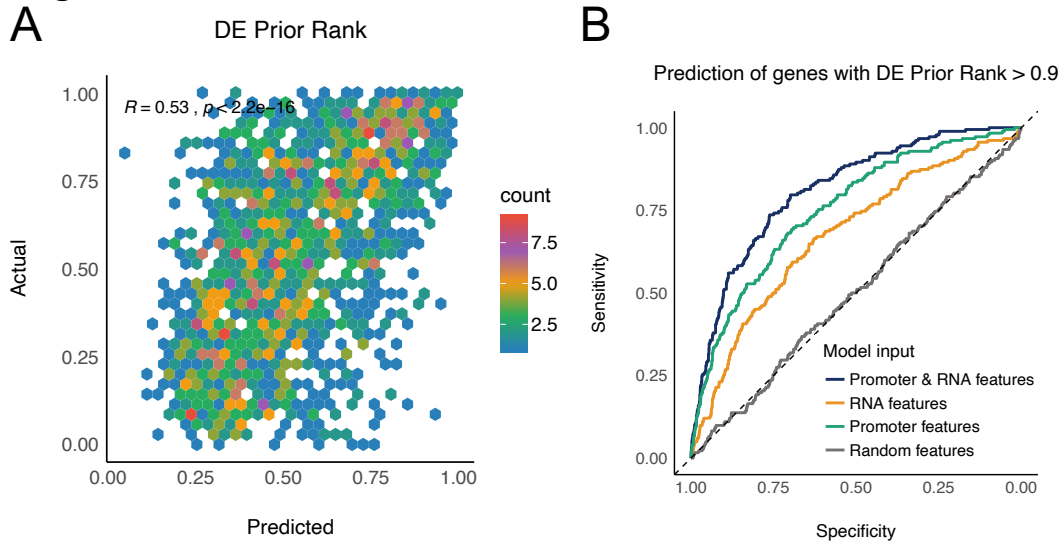 A
DE Prior Rank
R = 0.53 , p < 2.2e−16
1.00
0.75
0.50
0.25
0.00
Actual
0.00
0.25
0.50
0.75
1.00
Predicted
count
7.5
5.0
2.5
B
Prediction of genes with DE Prior Rank > 0.9
1.00
0.75
0.50
0.25
0.00
Sensitivity
Model input
Promoter & RNA features
RNA features
Promoter features
Random features
1.00
0.75
0.50
0.25
0.00
Specificity